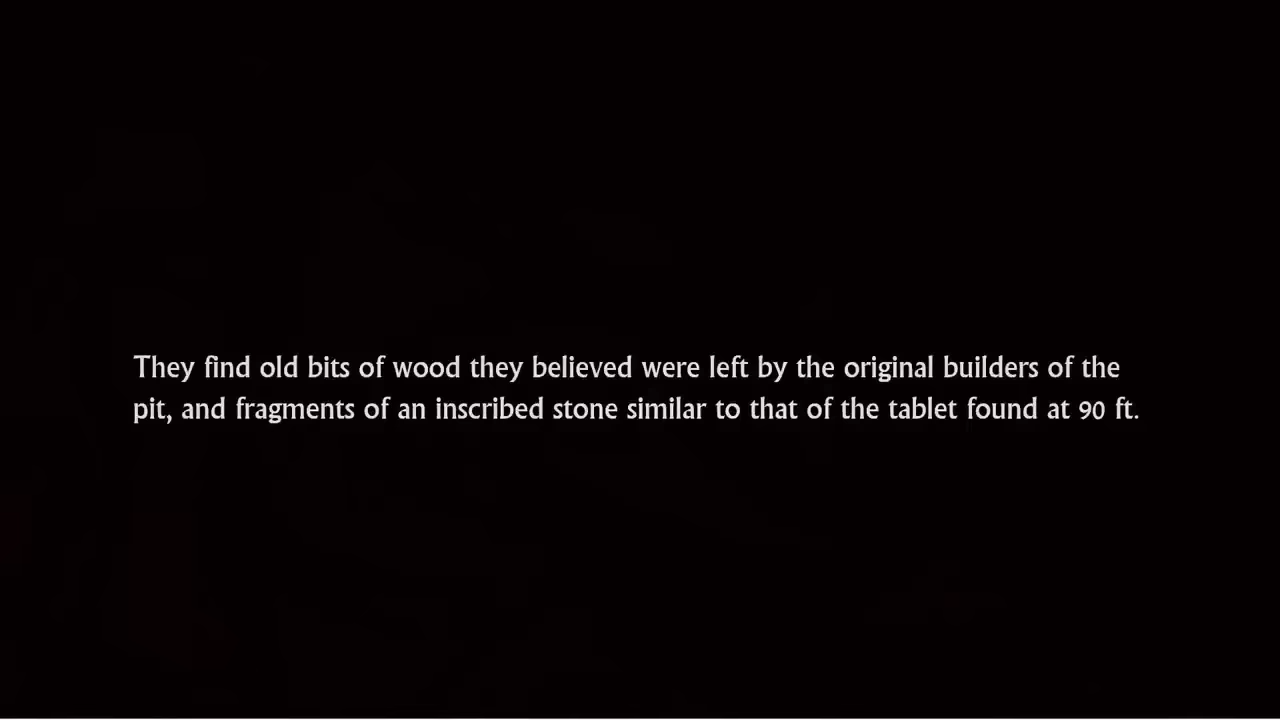 They find old bits of wood they believed were left by the original builders of the
pit, and fragments of an inscribed stone similar to that of the tablet found at 90 ft.